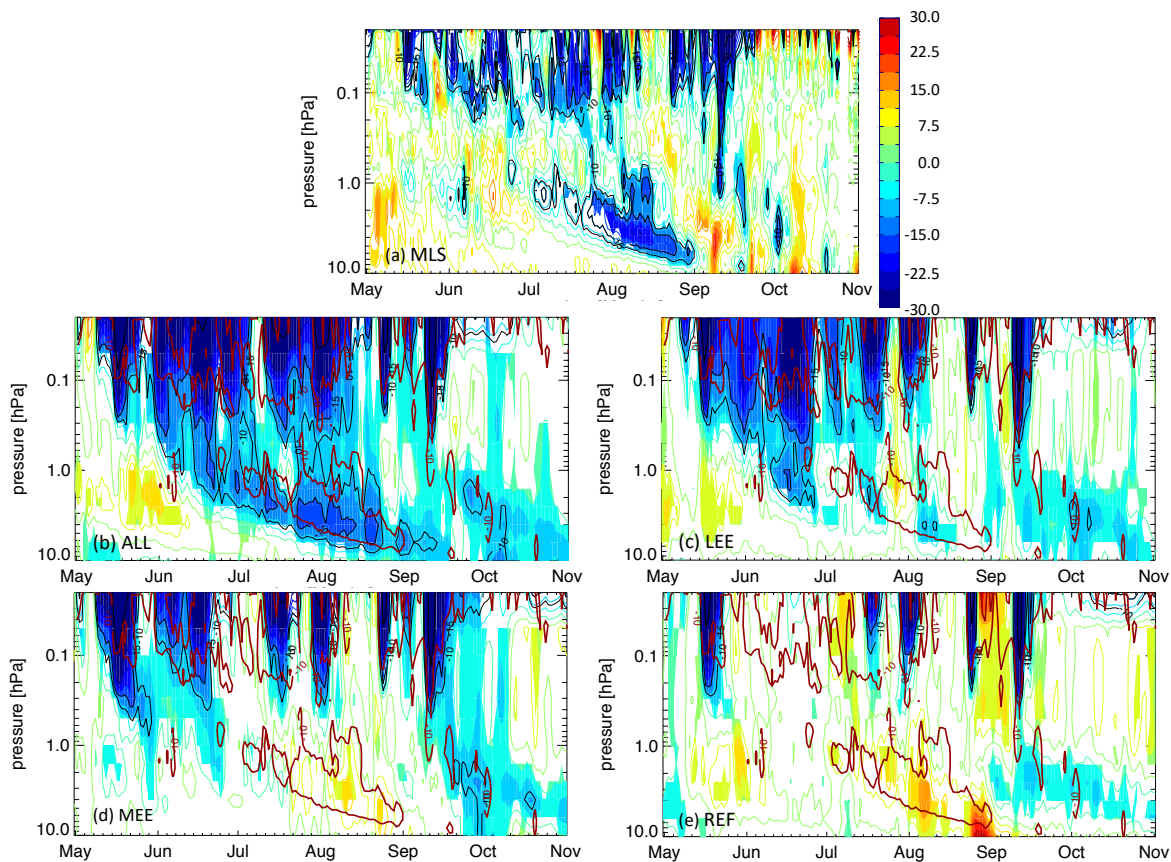 30.0
22.5
15.0
7.5
0.0
-7.5
-15.0
-22.5
-30.0
pressure [hPa]
0.1
1.0
10.0
(a) MLS
May Jun Jul Aug Sep Oct Nov
pressure [hPa]
0.1
1.0
10.0
(b) ALL
May Jun Jul Aug Sep Oct Nov
pressure [hPa]
0.1
1.0
10.0
(c) LEE
May Jun Jul Aug Sep Oct Nov
pressure [hPa]
0.1
1.0
10.0
(d) MEE
May Jun Jul Aug Sep Oct Nov
pressure [hPa]
0.1
1.0
10.0
(e) REF
May Jun Jul Aug Sep Oct Nov